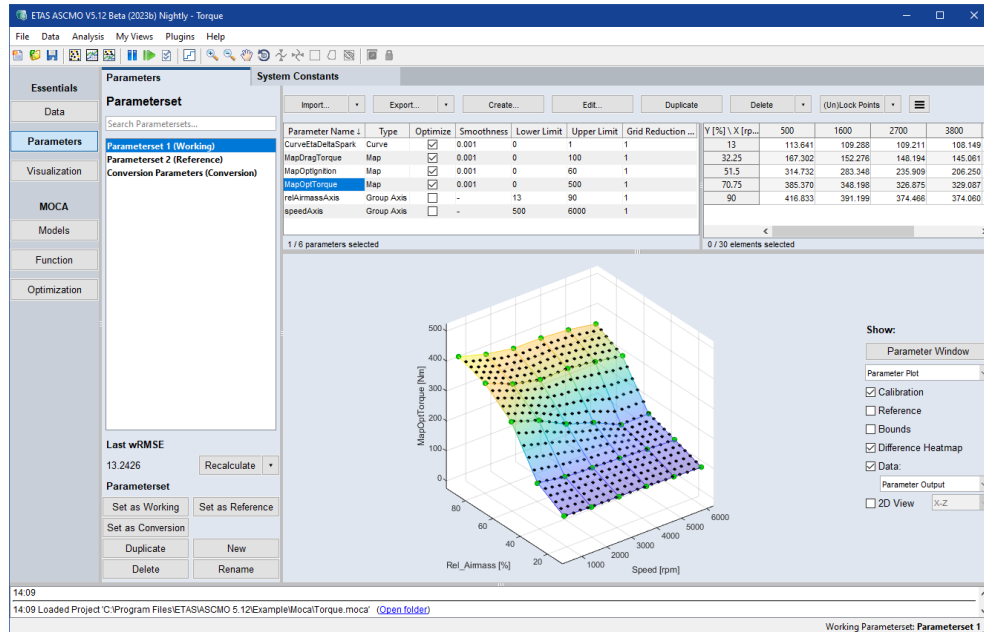 ETAS ASCMO V5.12 Beta (2023b) Nightly - Torque
File Data Analysis My Views Plugins Help
Essentials
Data
Parameters
Visualization
MOCA
Models
Function
Optimization
Parameters
System Constants
Parameterset
Search Parametersets...
Parameterset 1 (Working)
Parameterset 2 (Reference)
Conversion Parameters (Conversion)
Last wRMSE
13.2426 Recalculate
Parameterset
Set as Working Set as Reference
Set as Conversion
Duplicate New
Delete Rename
Import... Export... Create... Edit... Duplicate Delete (Un)Lock Points
Parameter Name ↓ Type Optimize Smoothness Lower Limit Upper Limit Grid Reduction ...
CurveEtaDeltaSpark Curve 0.001 0 1 1
MapDragTorque Map 0.001 0 100 1
MapOptIgnition Map 0.001 0 60 1
MapOptTorque Map 0.001 0 500 1
relAirmassAxis Group Axis - 13 90 1
speedAxis Group Axis - 500 6000 1
1 / 6 parameters selected
Y [%] \ X [rp... 500 1600 2700 3800
13 113.641 109.288 109.211 108.149
32.25 167.302 152.276 148.194 145.061
51.5 314.732 283.348 235.909 206.250
70.75 385.370 348.198 326.875 329.087
90 416.833 391.199 374.466 374.060
0 / 30 elements selected
MapOptTorque [Nm]
500
400
300
200
100
0
80
60
40
20
Rel_Airmass [%]
1000
2000
3000
4000
5000
6000
Speed [rpm]
Show:
Parameter Window
Parameter Plot
Calibration
Reference
Bounds
Difference Heatmap
Data:
Parameter Output
2D View X-Z
14:09
14:09 Loaded Project 'C:\Program Files\ETAS\ASCMO 5.12\Example\Moca\Torque.moca' (Open folder)
Working Parameterset: Parameterset 1